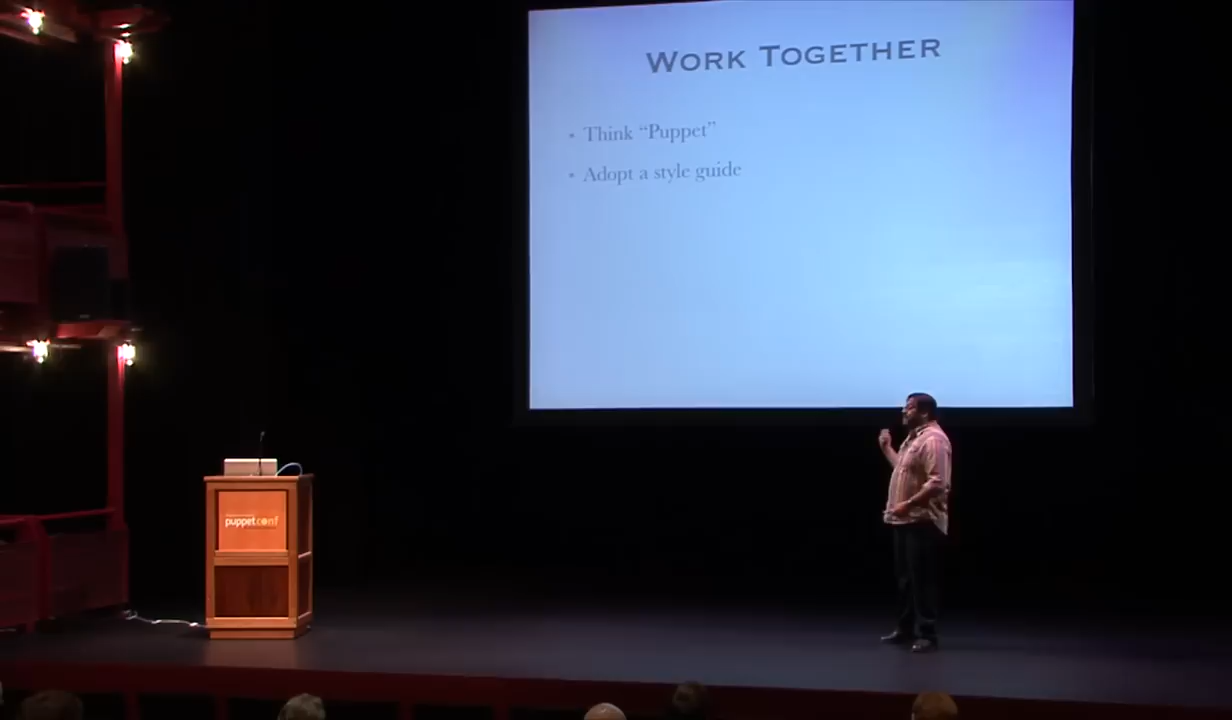 WORK TOGETHER
• Think “Puppet”
• Adopt a style guide
puppetconf